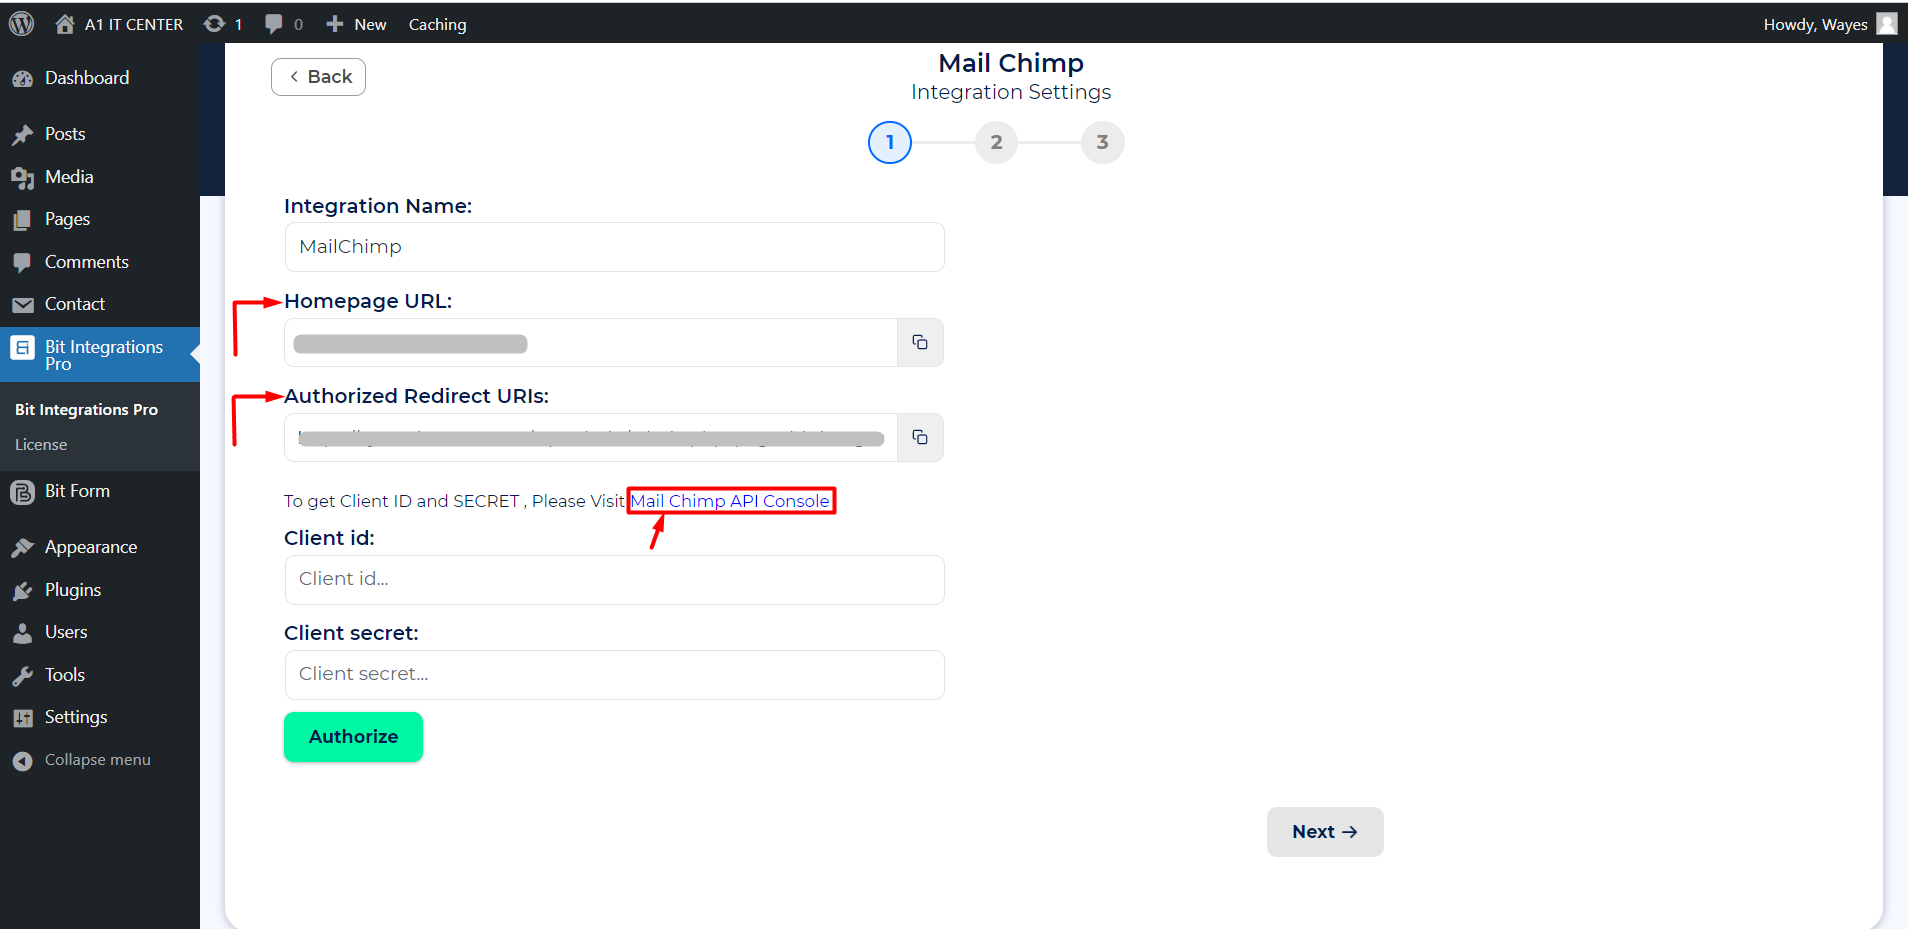 A1 IT CENTER 1 0 New Caching Howdy, Wayes
Dashboard
Posts
Media
Pages
Comments
Contact
Bit Integrations
Pro
Bit Integrations Pro
License
Bit Form
Appearance
Plugins
Users
Tools
Settings
Collapse menu
Back
Mail Chimp
Integration Settings
1 2 3
Integration Name:
MailChimp
Homepage URL:
Authorized Redirect URIs:
To get Client ID and SECRET , Please Visit Mail Chimp API Console
Client id:
Client id...
Client secret:
Client secret...
Authorize
Next